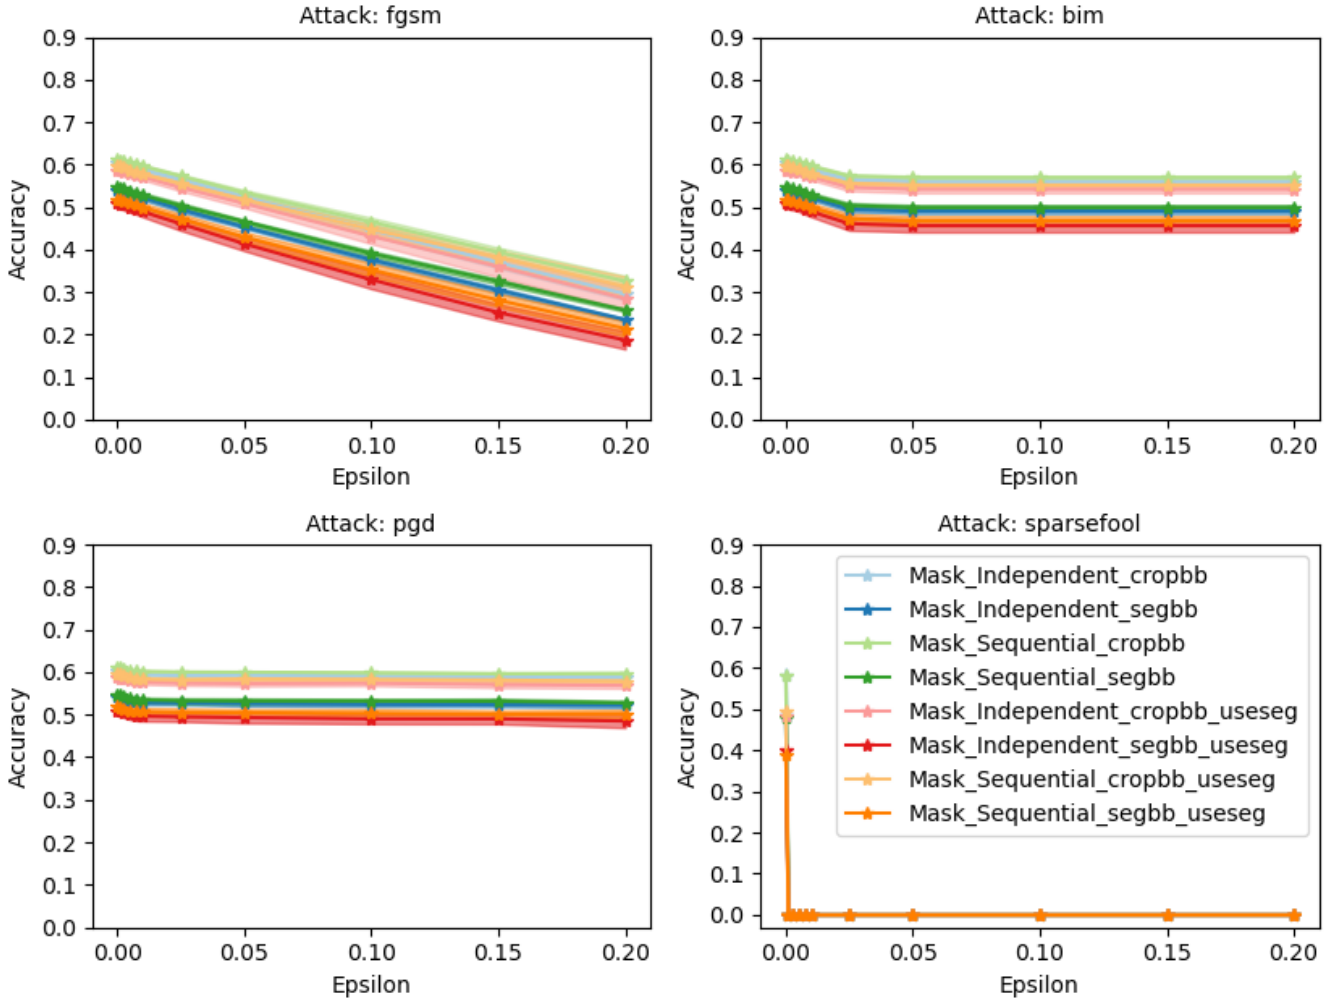 Attack: fgsm
0.9
0.8
0.7
0.6
0.5
0.4
0.3
0.2
0.1
0.0
Accuracy
0.00 0.05 0.10 0.15 0.20
Epsilon
Attack: bim
0.9
0.8
0.7
0.6
0.5
0.4
0.3
0.2
0.1
0.0
Accuracy
0.00 0.05 0.10 0.15 0.20
Epsilon
Attack: pgd
0.9
0.8
0.7
0.6
0.5
0.4
0.3
0.2
0.1
0.0
Accuracy
0.00 0.05 0.10 0.15 0.20
Epsilon
Attack: sparsefool
0.9
0.8
0.7
0.6
0.5
0.4
0.3
0.2
0.1
0.0
Accuracy
Mask_Independent_cropbb
Mask_Independent_segbb
Mask_Sequential_cropbb
Mask_Sequential_segbb
Mask_Independent_cropbb_useseg
Mask_Independent_segbb_useseg
Mask_Sequential_cropbb_useseg
Mask_Sequential_segbb_useseg
0.00 0.05 0.10 0.15 0.20
Epsilon